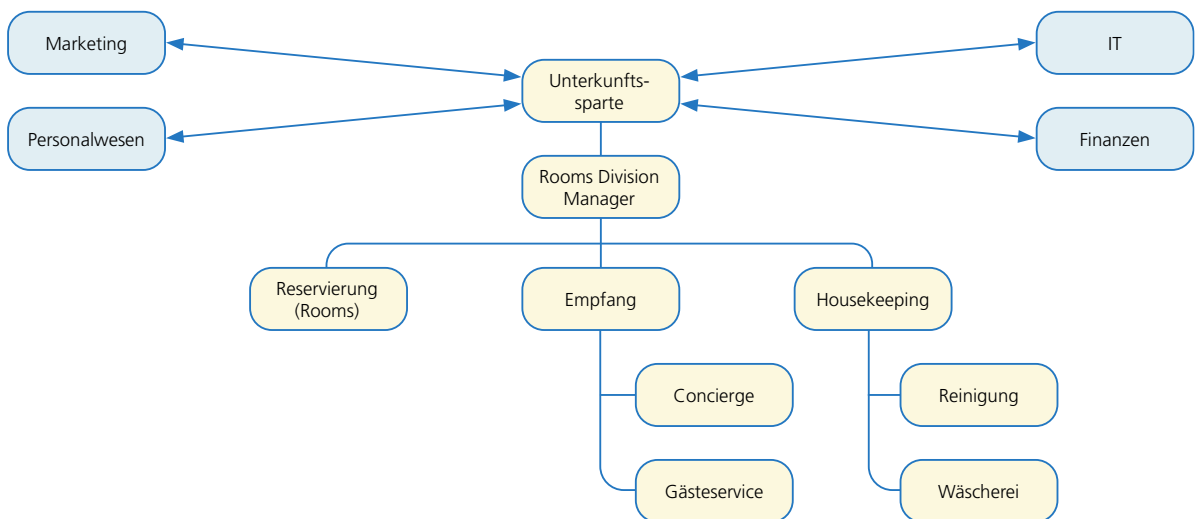 Marketing
IT
Unterkunfts-
sparte
Personalwesen
Finanzen
Rooms Division
Manager
Reservierung
(Rooms)
Empfang
Housekeeping
Concierge
Reinigung
Gästeservice
Wäscherei